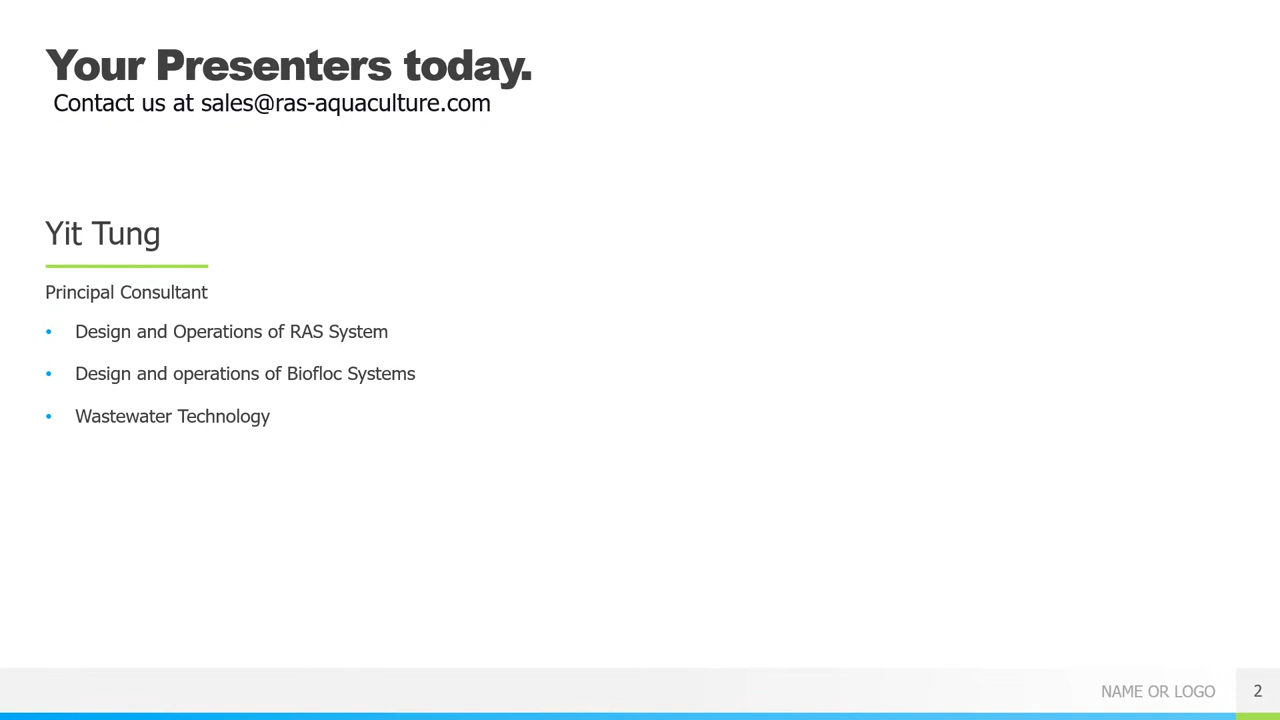 Your Presenters today.
Contact us at sales@ras-aquaculture.com
Yit Tung
Principal Consultant
• Design and Operations of RAS System
• Design and operations of Biofloc Systems
• Wastewater Technology
NAME OR LOGO
2